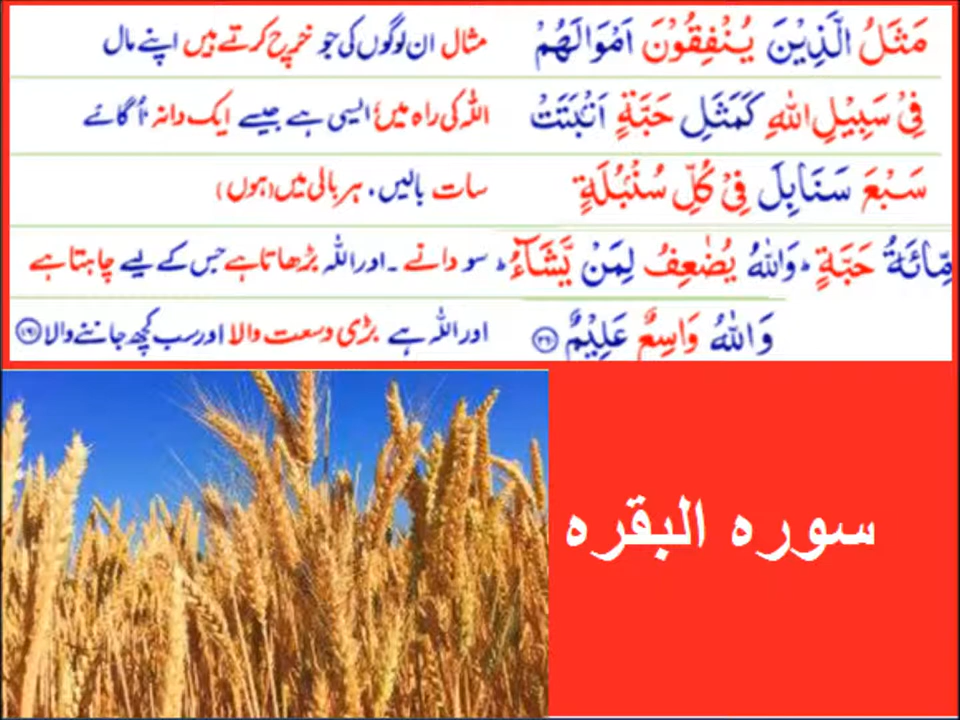 مَثَلُ الَّذِيْنَ يُنْفِقُوْنَ اَمْوَالَهُمْ مثال ان لوگوں کی جو خرچ کرتے ہیں اپنے مال
فِىْ سَبِيْلِ اللّٰهِ كَمَثَلِ حَبَّةٍ اَنْۢبَتَتْ اللہ کی راہ میں، ایسی ہے جیسے ایک دانہ اُگائے
سَبْعَ سَنَابِلَ فِىْ كُلِّ سُنْۢبُلَةٍ سات بالیں، ہر بالی میں (ہوں)
مِّائَةُ حَبَّةٍ ؕ وَاللّٰهُ يُضٰعِفُ لِمَنْ يَّشَآءُ ؕ سو دانے ۔ اور اللہ بڑھاتا ہے جس کے لیے چاہتا ہے
وَاللّٰهُ وَاسِعٌ عَلِيْمٌ اور اللہ ہے بڑی وسعت والا اور سب کچھ جاننے والا
سوره البقره